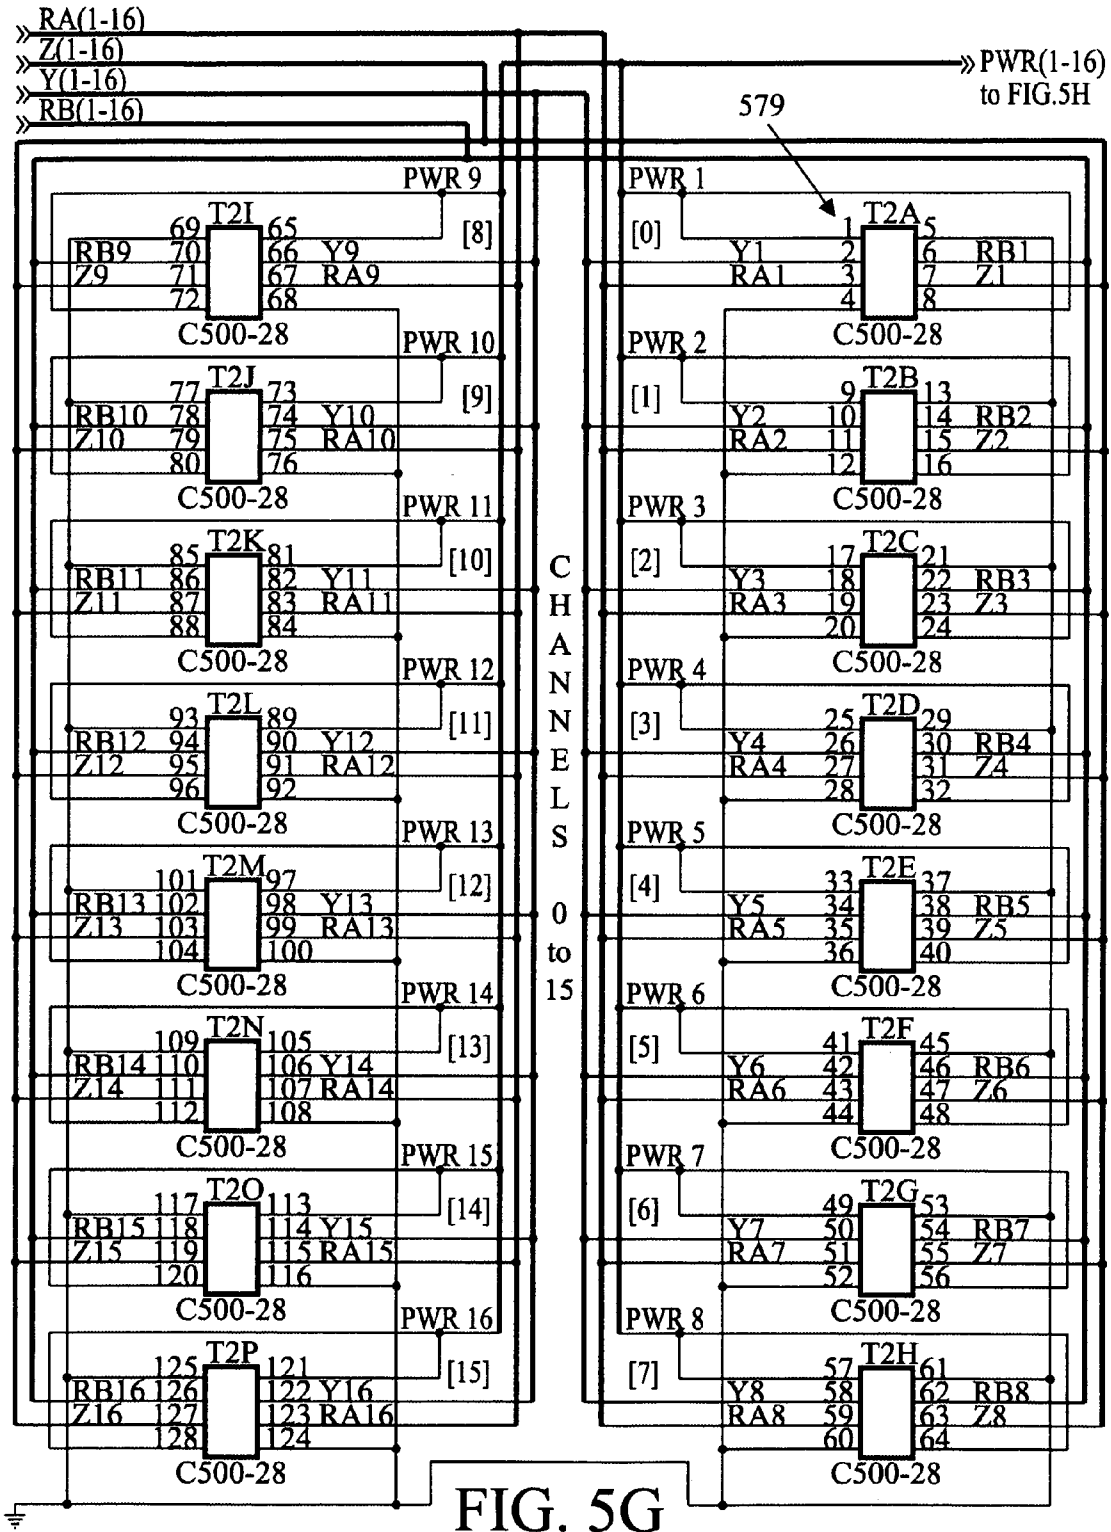 RA(1-16)
Z(1-16)
Y(1-16)
RB(1-16)
PWR(1-16)
to FIG.5H
579
PWR 9
[8]
T2I
69 65
RB9 70 66 Y9
Z9 71 67 RA9
72 68
C500-28
PWR 10
[9]
T2J
77 73
RB10 78 74 Y10
Z10 79 75 RA10
80 76
C500-28
PWR 11
[10]
T2K
85 81
RB11 86 82 Y11
Z11 87 83 RA11
88 84
C500-28
PWR 12
[11]
T2L
93 89
RB12 94 90 Y12
Z12 95 91 RA12
96 92
C500-28
PWR 13
[12]
T2M
101 97
RB13 102 98 Y13
Z13 103 99 RA13
104 100
C500-28
PWR 14
[13]
T2N
109 105
RB14 110 106 Y14
Z14 111 107 RA14
112 108
C500-28
PWR 15
[14]
T2O
117 113
RB15 118 114 Y15
Z15 119 115 RA15
120 116
C500-28
PWR 16
[15]
T2P
125 121
RB16 126 122 Y16
Z16 127 123 RA16
128 124
C500-28
CHANNELS
0
to
15
PWR 1
[0]
T2A
1 5
Y1 2 6 RB1
RA1 3 7 Z1
4 8
C500-28
PWR 2
[1]
T2B
9 13
Y2 10 14 RB2
RA2 11 15 Z2
12 16
C500-28
PWR 3
[2]
T2C
17 21
Y3 18 22 RB3
RA3 19 23 Z3
20 24
C500-28
PWR 4
[3]
T2D
25 29
Y4 26 30 RB4
RA4 27 31 Z4
28 32
C500-28
PWR 5
[4]
T2E
33 37
Y5 34 38 RB5
RA5 35 39 Z5
36 40
C500-28
PWR 6
[5]
T2F
41 45
Y6 42 46 RB6
RA6 43 47 Z6
44 48
C500-28
PWR 7
[6]
T2G
49 53
Y7 50 54 RB7
RA7 51 55 Z7
52 56
C500-28
PWR 8
[7]
T2H
57 61
Y8 58 62 RB8
RA8 59 63 Z8
60 64
C500-28
FIG. 5G